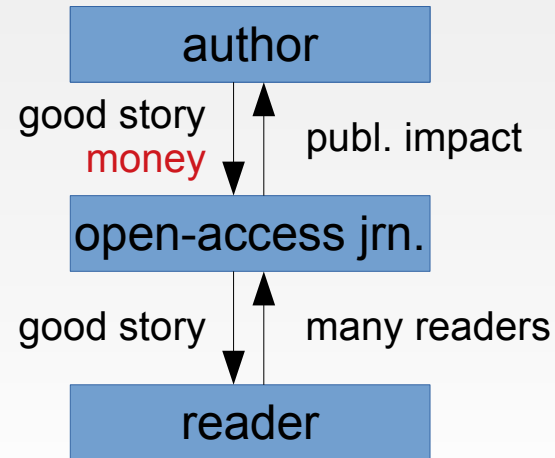 author
good story
money
publ. impact
open-access jrn.
good story
many readers
reader